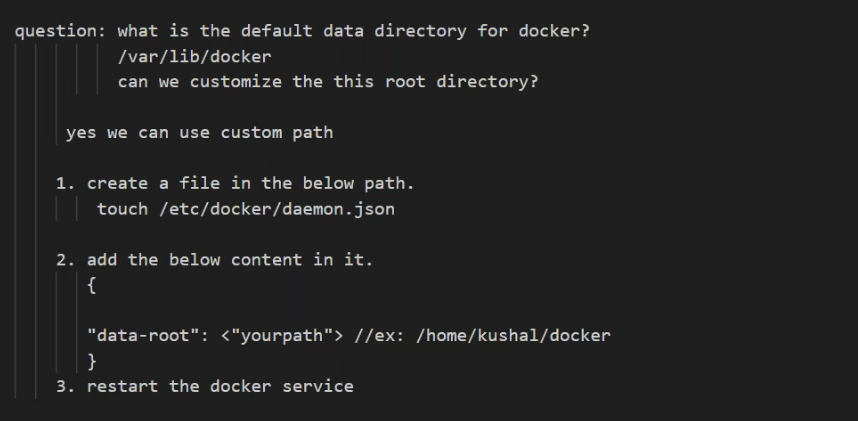 question: what is the default data directory for docker?
/var/lib/docker
can we customize the this root directory?
yes we can use custom path
1. create a file in the below path.
touch /etc/docker/daemon.json
2. add the below content in it.
{
"data-root": <"yourpath"> //ex: /home/kushal/docker
}
3. restart the docker service